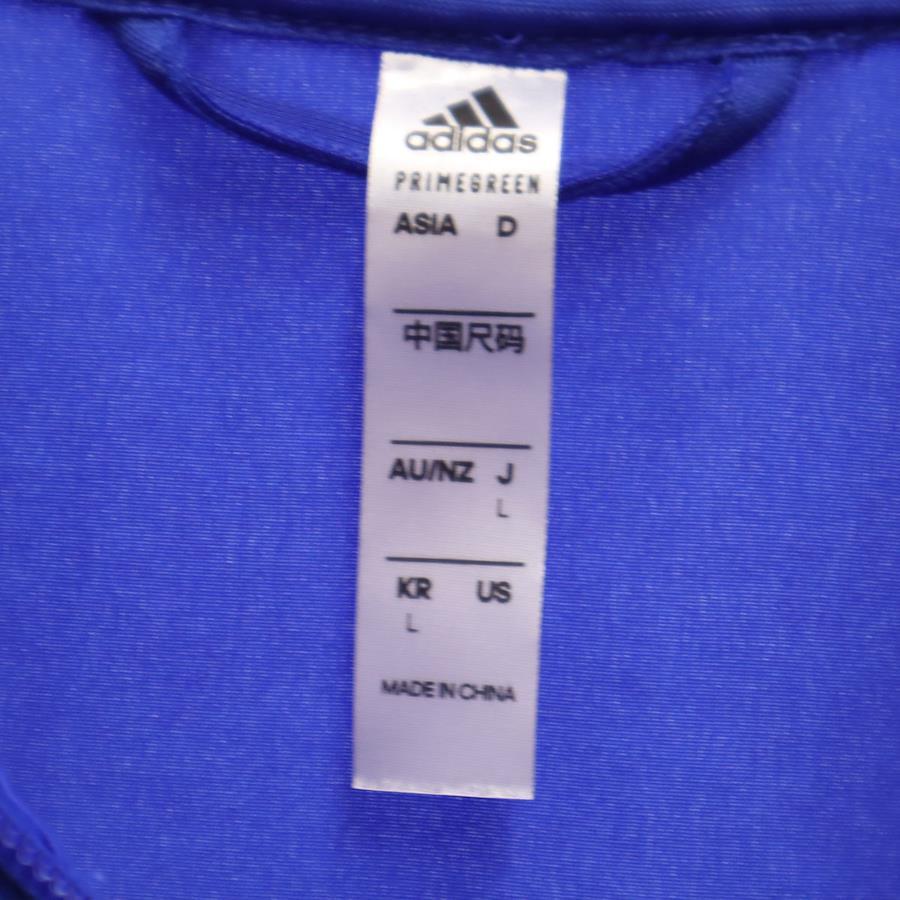 adidas
PRIMEGREEN
ASIA D
中国尺码
AU/NZ J
L
KR US
L
MADE IN CHINA